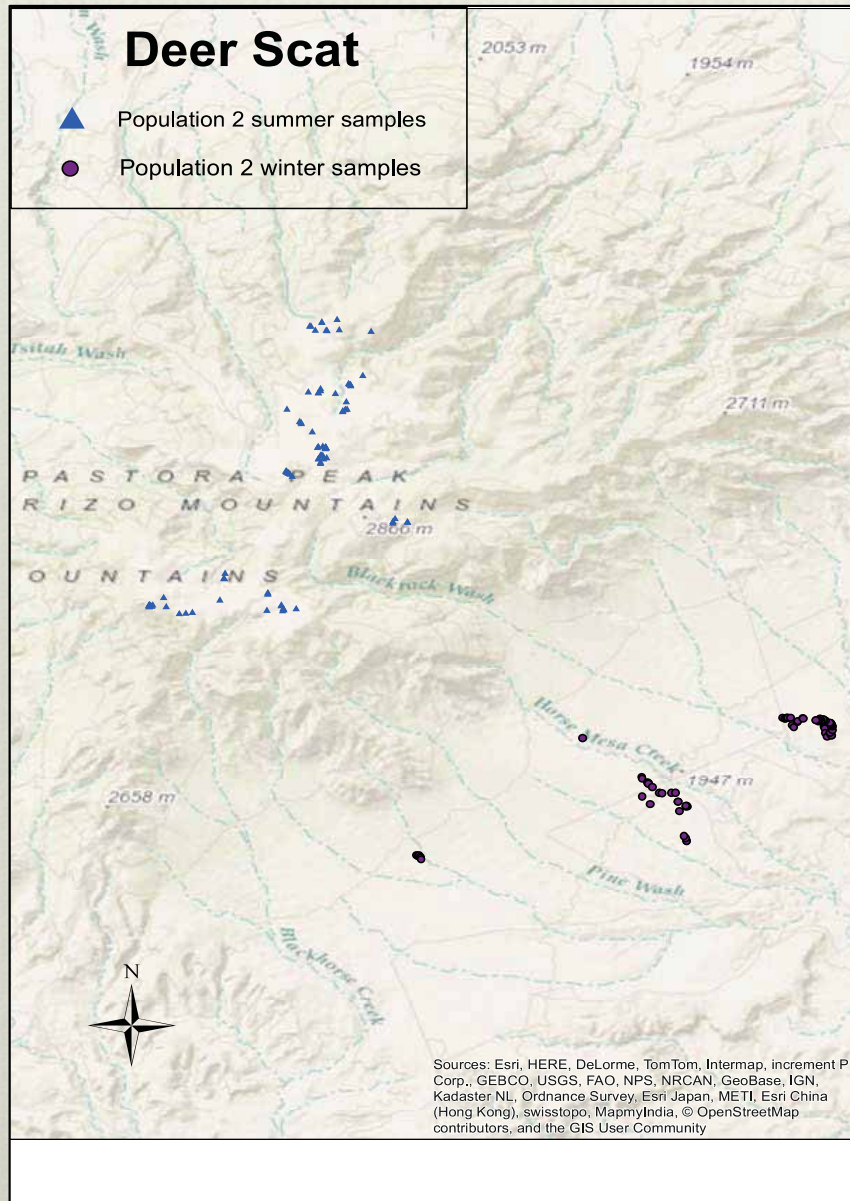 Deer Scat
Population 2 summer samples
Population 2 winter samples
n Wash
2053 m
1954 m
Tsitah Wash
2711 m
PASTORA PEAK
RIZO MOUNTAINS
2866 m
OUNTAINS
Blackrock Wash
Horse Mesa Creek
1947 m
2658 m
Pine Wash
Blackhorse Creek
N
Sources: Esri, HERE, DeLorme, TomTom, Intermap, increment P
Corp., GEBCO, USGS, FAO, NPS, NRCAN, GeoBase, IGN,
Kadaster NL, Ordnance Survey, Esri Japan, METI, Esri China
(Hong Kong), swisstopo, MapmyIndia, © OpenStreetMap
contributors, and the GIS User Community